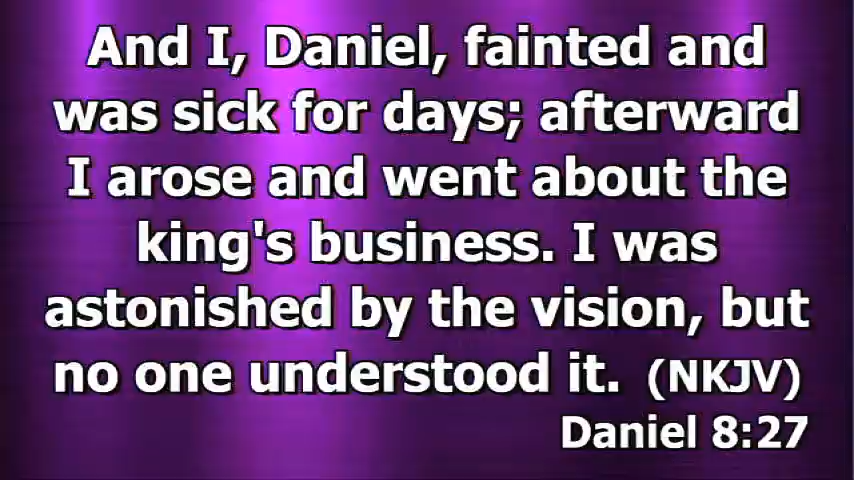 And I, Daniel, fainted and
was sick for days; afterward
I arose and went about the
king's business. I was
astonished by the vision, but
no one understood it. (NKJV)
Daniel 8:27